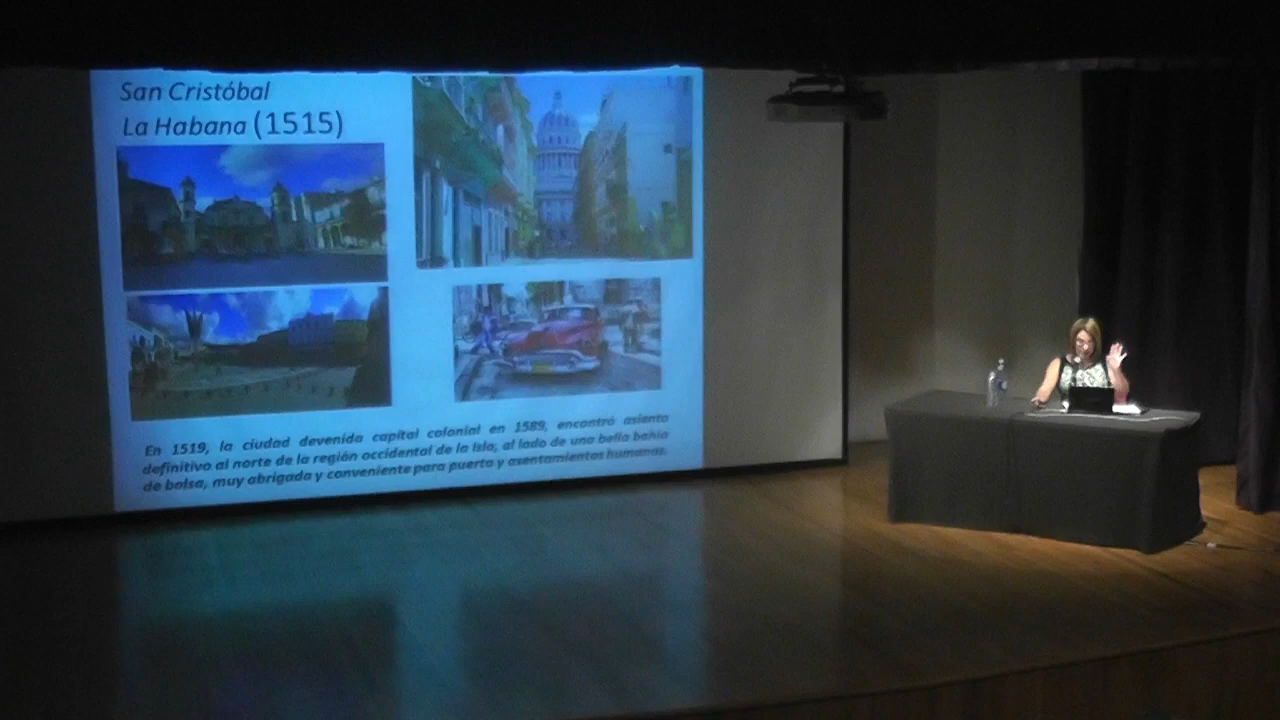 San Cristóbal
La Habana (1515)
En 1519, la ciudad devenida capital colonial en 1589, encontró asiento
definitivo al norte de la región occidental de la Isla, al lado de una bella bahía
de bolsa, muy abrigada y conveniente para puerto y asentamientos humanos.